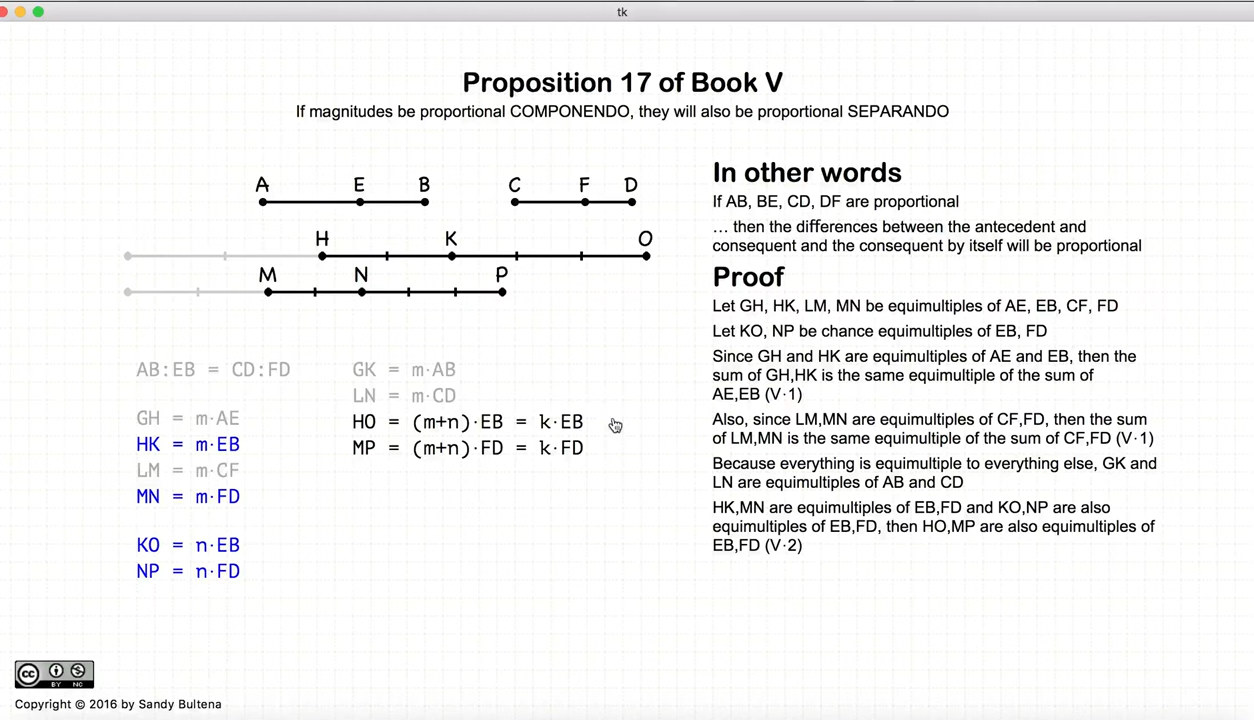 tk
Proposition 17 of Book V
If magnitudes be proportional COMPONENDO, they will also be proportional SEPARANDO
A E B C F D
H K O
M N P
AB:EB = CD:FD
GH = m·AE
HK = m·EB
LM = m·CF
MN = m·FD
KO = n·EB
NP = n·FD
GK = m·AB
LN = m·CD
HO = (m+n)·EB = k·EB
MP = (m+n)·FD = k·FD
In other words
If AB, BE, CD, DF are proportional
… then the differences between the antecedent and
consequent and the consequent by itself will be proportional
Proof
Let GH, HK, LM, MN be equimultiples of AE, EB, CF, FD
Let KO, NP be chance equimultiples of EB, FD
Since GH and HK are equimultiples of AE and EB, then the
sum of GH,HK is the same equimultiple of the sum of
AE,EB (V·1)
Also, since LM,MN are equimultiples of CF,FD, then the sum
of LM,MN is the same equimultiple of the sum of CF,FD (V·1)
Because everything is equimultiple to everything else, GK and
LN are equimultiples of AB and CD
HK,MN are equimultiples of EB,FD and KO,NP are also
equimultiples of EB,FD, then HO,MP are also equimultiples of
EB,FD (V·2)
cc
BY NC
Copyright © 2016 by Sandy Bultena